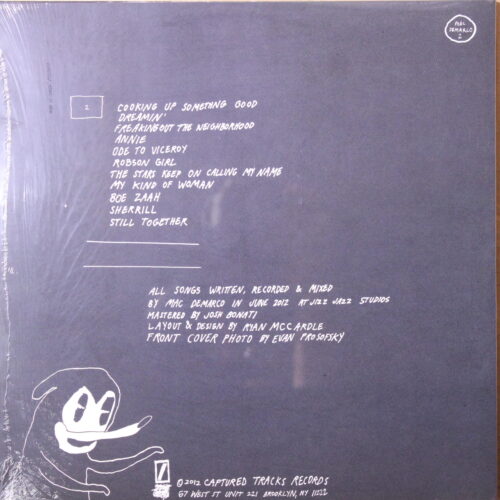 MAC
DEMARCO
2
2
COOKING UP SOMETHING GOOD
DREAMIN'
FREAKING OUT THE NEIGHBORHOOD
ANNIE
ODE TO VICEROY
ROBSON GIRL
THE STARS KEEP ON CALLING MY NAME
MY KIND OF WOMAN
BOE ZAAH
SHERRILL
STILL TOGETHER
ALL SONGS WRITTEN, RECORDED & MIXED
BY MAC DEMARCO IN JUNE 2012 AT JIZZ JAZZ STUDIOS
MASTERED BY JOSH BONATI
LAYOUT & DESIGN BY RYAN MCCARDLE
FRONT COVER PHOTO BY EVAN PROSOFSKY
©2012 CAPTURED TRACKS RECORDS
67 WEST ST UNIT 221 BROOKLYN, NY 11222